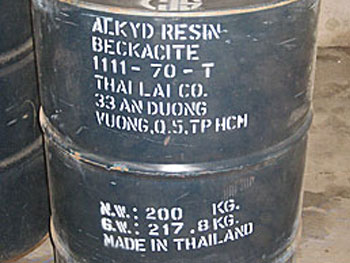 ALKYD RESIN
BECKACITE
1111-70-T
THAI LAI CO.
33 AN DUONG
VUONG,Q.5,TP HCM
N.W.: 200 KG.
G.W.: 217.8 KG.
MADE IN THAILAND